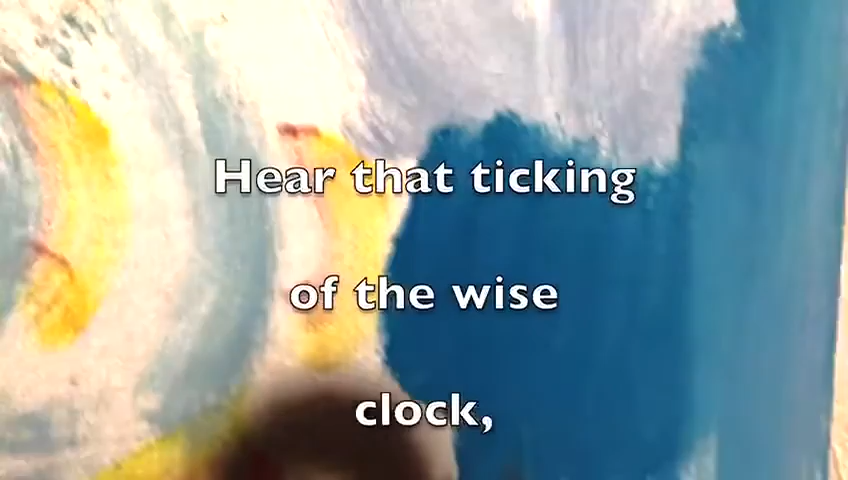 Hear that ticking
of the wise
clock,